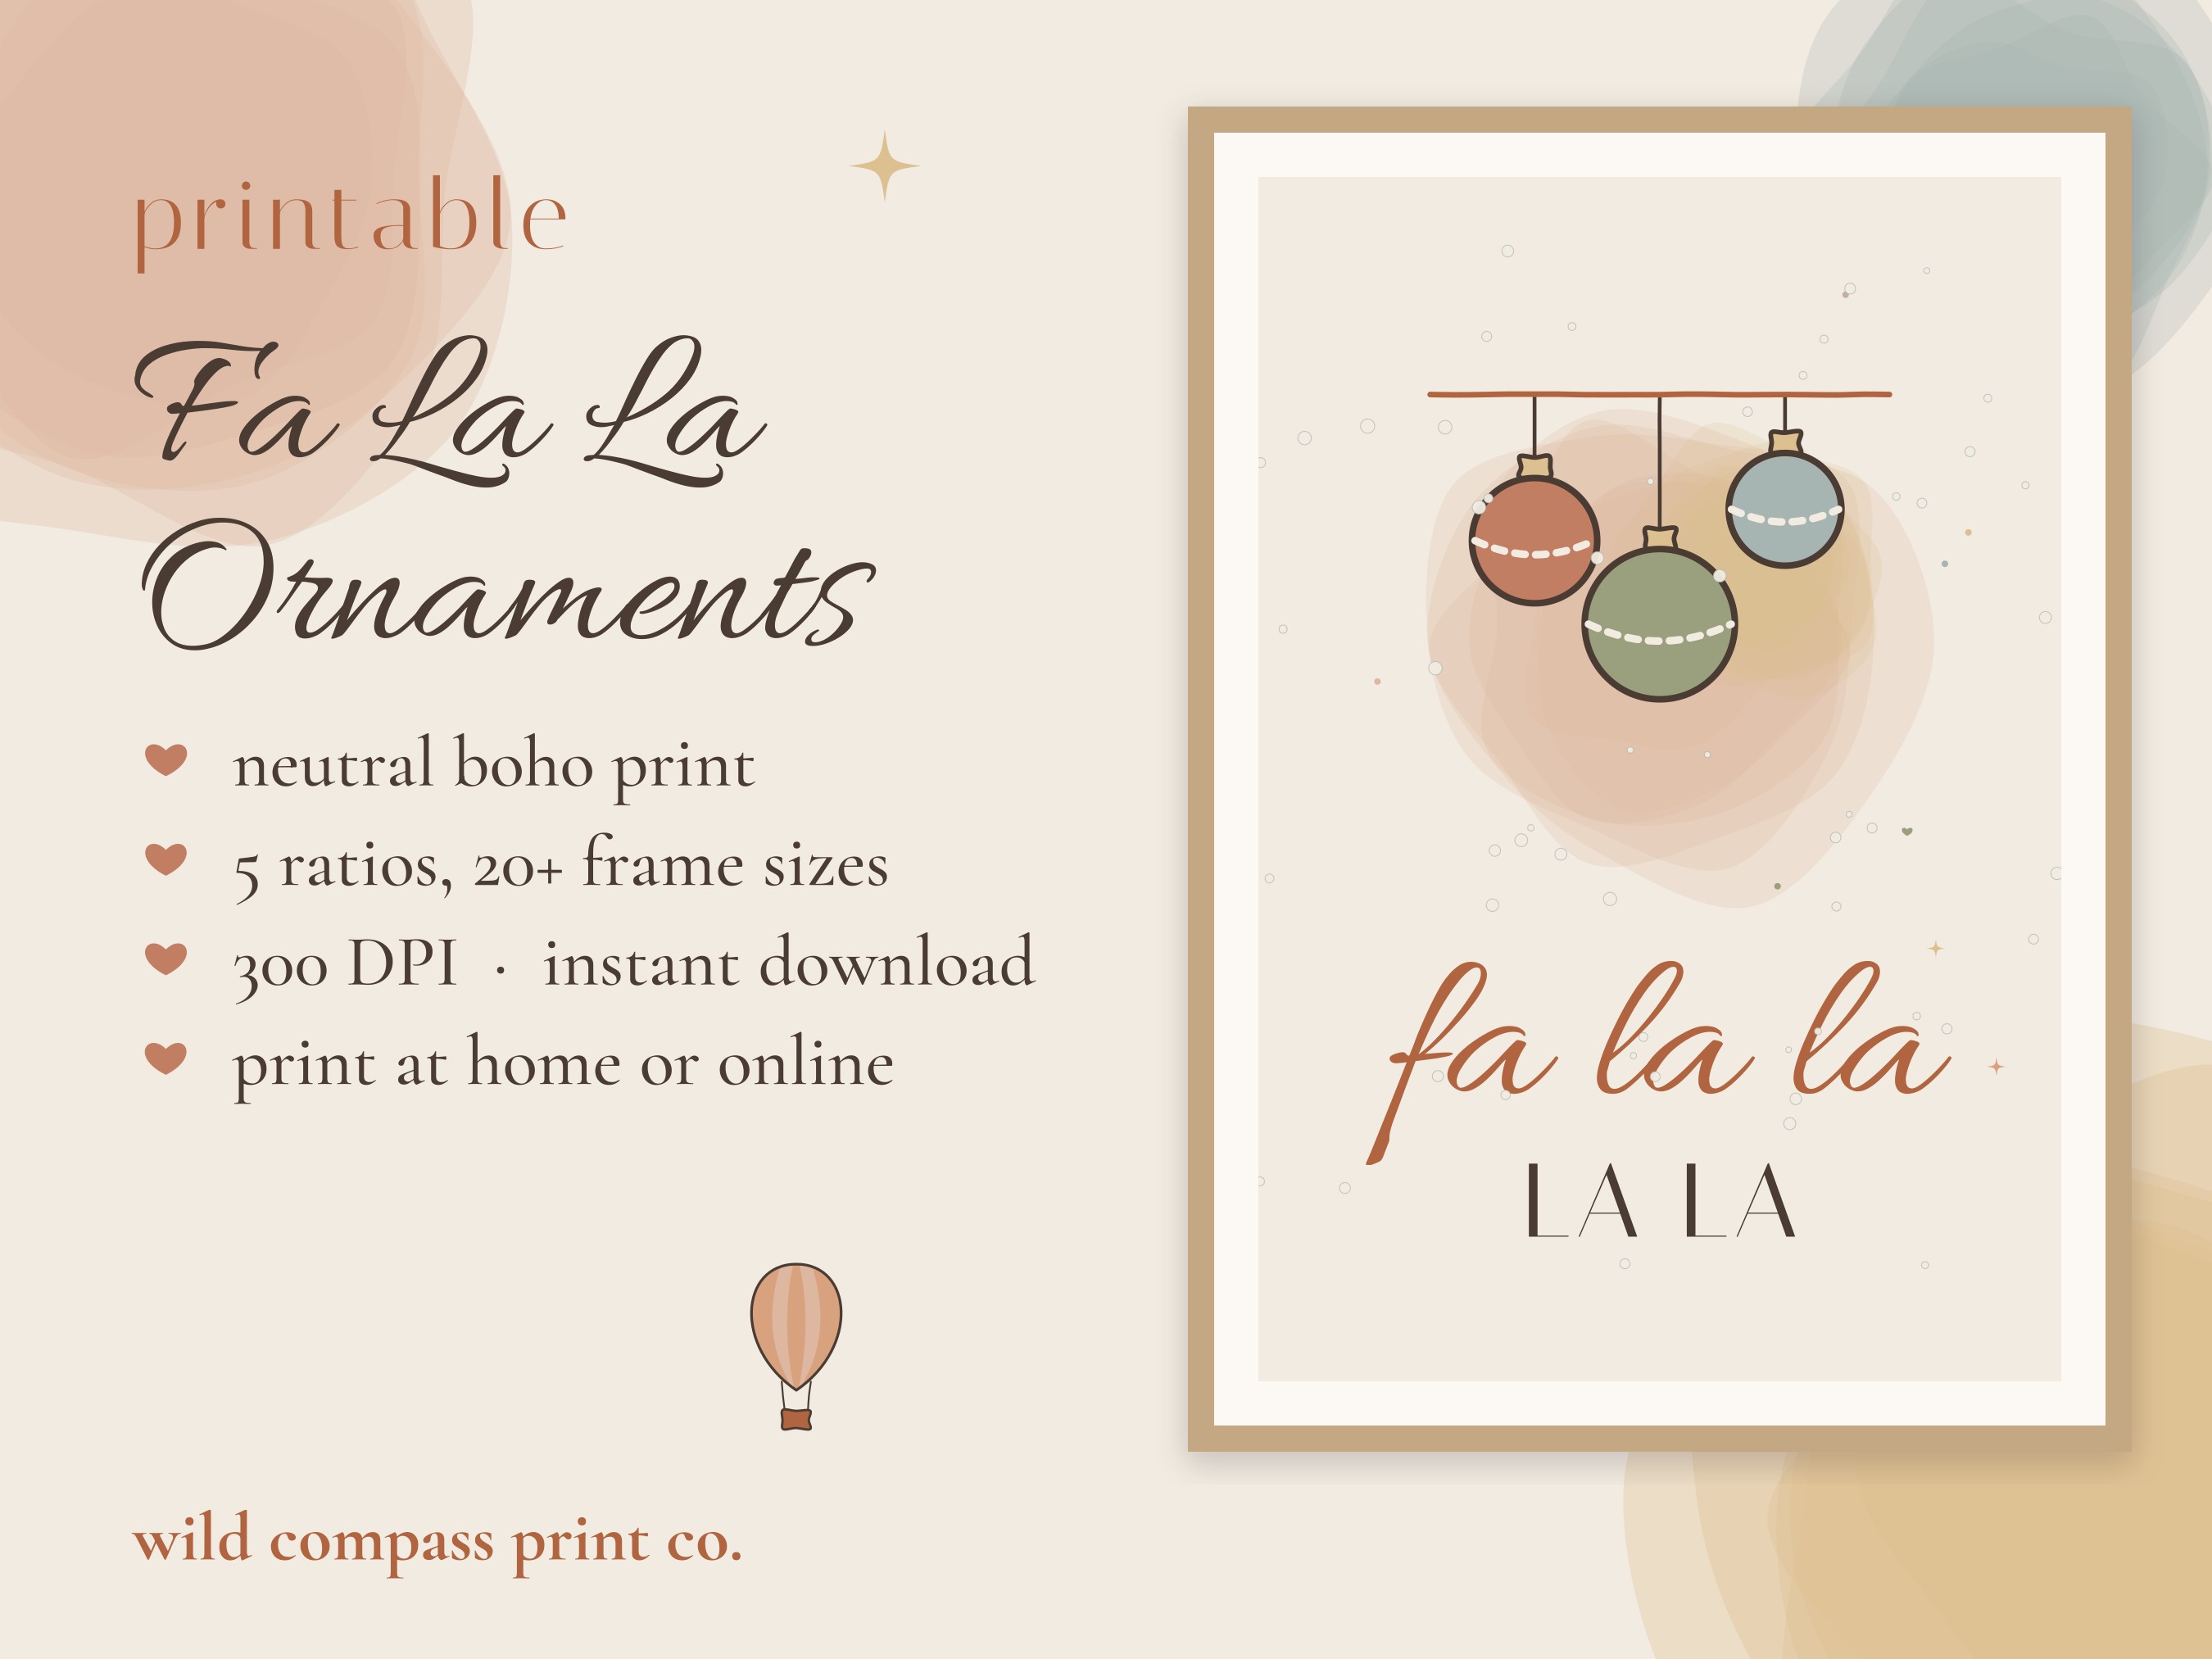 printable
Fa La La
Ornaments
neutral boho print
5 ratios, 20+ frame sizes
300 DPI · instant download
print at home or online
wild compass print co.
fa la la
LA LA